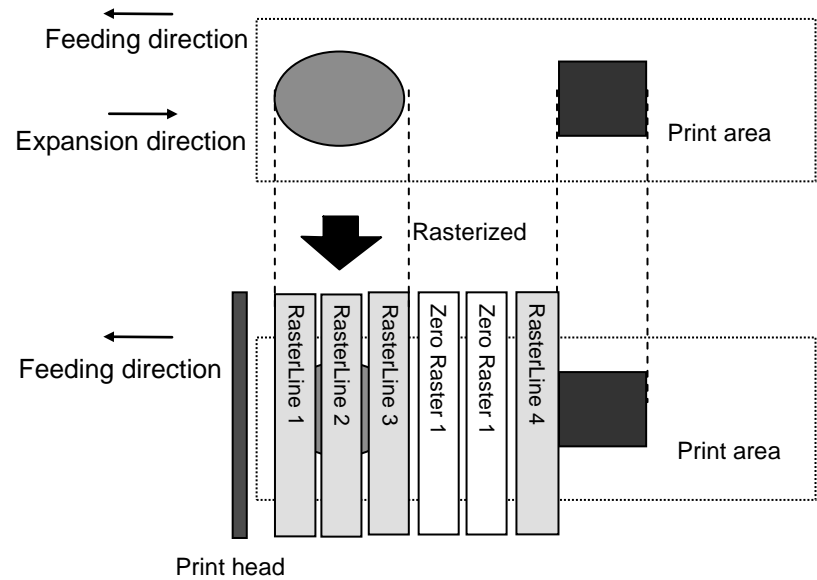 Feeding direction
Expansion direction
Print area
Rasterized
RasterLine 1
RasterLine 2
RasterLine 3
Zero Raster 1
Zero Raster 1
RasterLine 4
Feeding direction
Print area
Print head